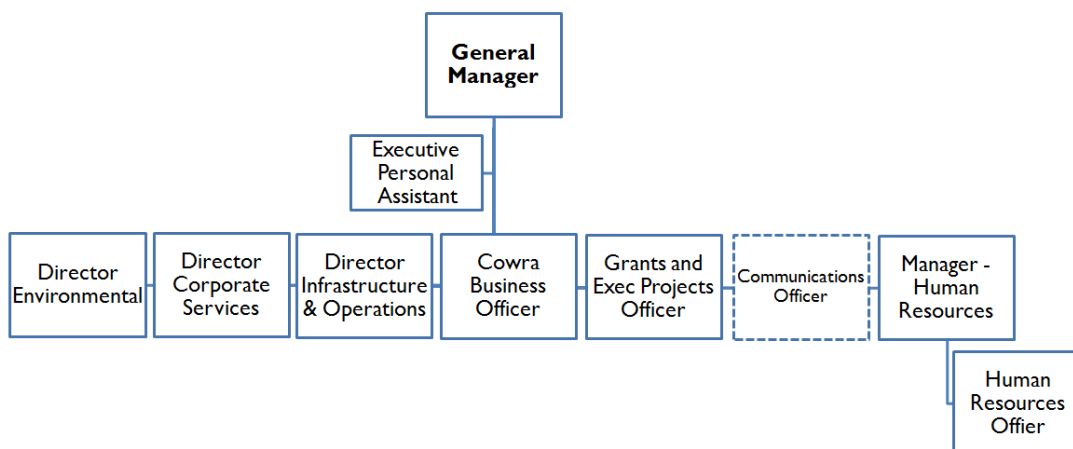 General
Manager
Executive
Personal
Assistant
Director
Environmental
Director
Corporate
Services
Director
Infrastructure
& Operations
Cowra
Business
Officer
Grants and
Exec Projects
Officer
Communications
Officer
Manager -
Human
Resources
Human
Resources
Offier